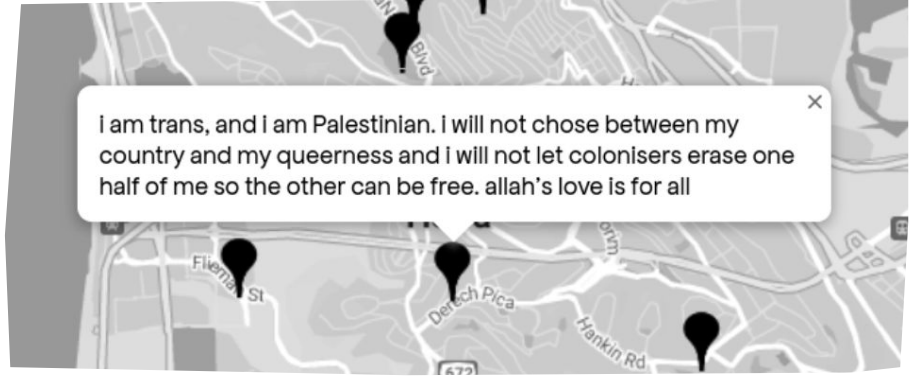 Blvd
i am trans, and i am Palestinian. i will not chose between my
country and my queerness and i will not let colonisers erase one
half of me so the other can be free. allah's love is for all
St
Derech Pica
Hankin Rd
672